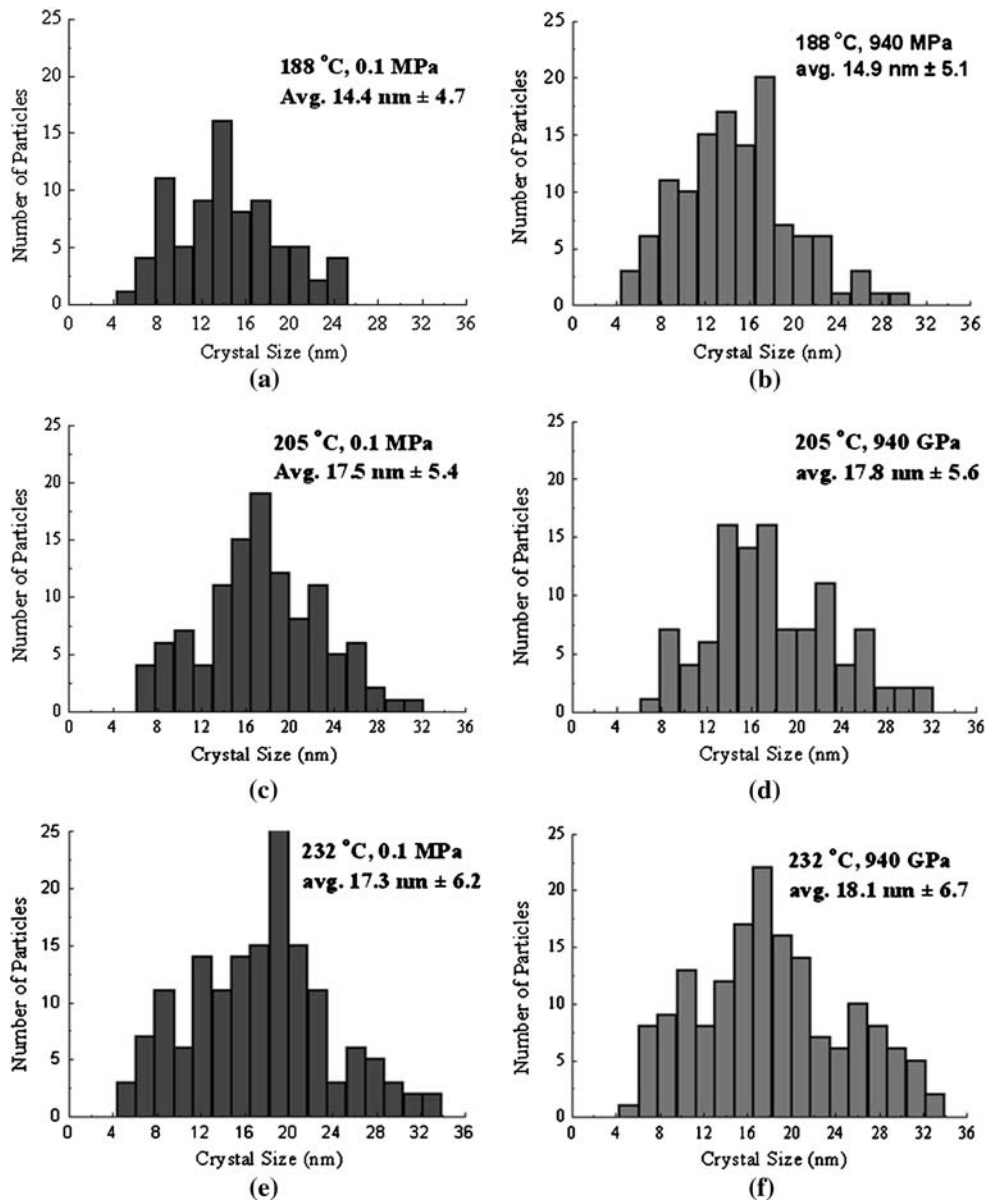 188 °C, 0.1 MPa
Avg. 14.4 nm ± 4.7
Number of Particles
25
20
15
10
5
0
0 4 8 12 16 20 24 28 32 36
Crystal Size (nm)
(a)
188 °C, 940 MPa
avg. 14.9 nm ± 5.1
Number of Particles
25
20
15
10
5
0
0 4 8 12 16 20 24 28 32 36
Crystal Size (nm)
(b)
205 °C, 0.1 MPa
Avg. 17.5 nm ± 5.4
Number of Particles
25
20
15
10
5
0
0 4 8 12 16 20 24 28 32 36
Crystal Size (nm)
(c)
205 °C, 940 GPa
avg. 17.8 nm ± 5.6
Number of Particles
25
20
15
10
5
0
0 4 8 12 16 20 24 28 32 36
Crystal Size (nm)
(d)
232 °C, 0.1 MPa
avg. 17.3 nm ± 6.2
Number of Particles
25
20
15
10
5
0
0 4 8 12 16 20 24 28 32 36
Crystal Size (nm)
(e)
232 °C, 940 GPa
avg. 18.1 nm ± 6.7
Number of Particles
25
20
15
10
5
0
0 4 8 12 16 20 24 28 32 36
Crystal Size (nm)
(f)